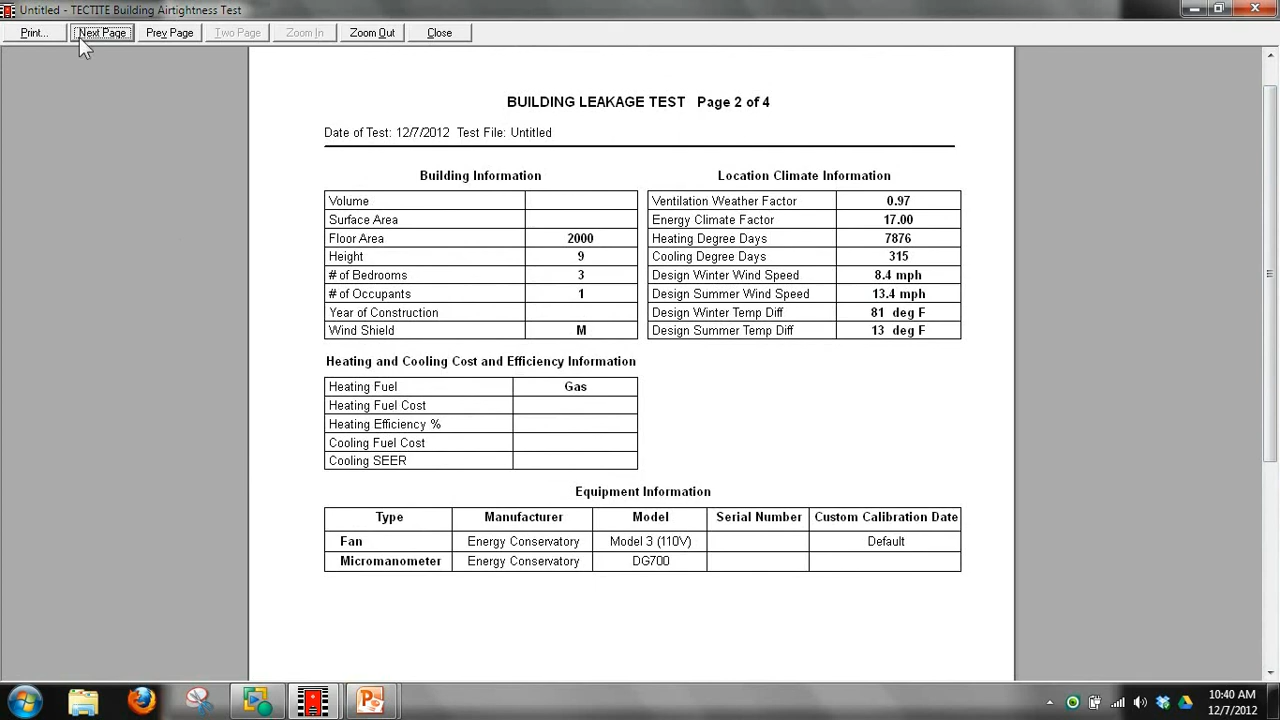 Untitled - TECTITE Building Airtightness Test
Print... Next Page Prev Page Two Page Zoom In Zoom Out Close
BUILDING LEAKAGE TEST Page 2 of 4
Date of Test: 12/7/2012 Test File: Untitled
Building Information
Volume
Surface Area
Floor Area 2000
Height 9
# of Bedrooms 3
# of Occupants 1
Year of Construction
Wind Shield M
Location Climate Information
Ventilation Weather Factor 0.97
Energy Climate Factor 17.00
Heating Degree Days 7876
Cooling Degree Days 315
Design Winter Wind Speed 8.4 mph
Design Summer Wind Speed 13.4 mph
Design Winter Temp Diff 81 deg F
Design Summer Temp Diff 13 deg F
Heating and Cooling Cost and Efficiency Information
Heating Fuel Gas
Heating Fuel Cost
Heating Efficiency %
Cooling Fuel Cost
Cooling SEER
Equipment Information
Type Manufacturer Model Serial Number Custom Calibration Date
Fan Energy Conservatory Model 3 (110V) Default
Micromanometer Energy Conservatory DG700
10:40 AM
12/7/2012